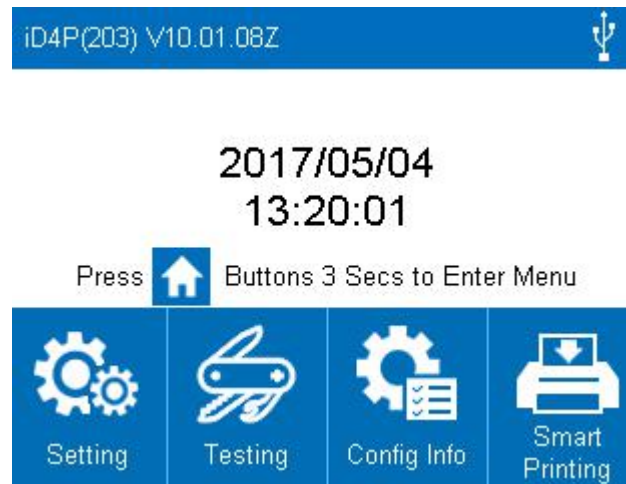 iD4P(203) V10.01.08Z
2017/05/04
13:20:01
Press Buttons 3 Secs to Enter Menu
Setting
Testing
Config Info
Smart
Printing